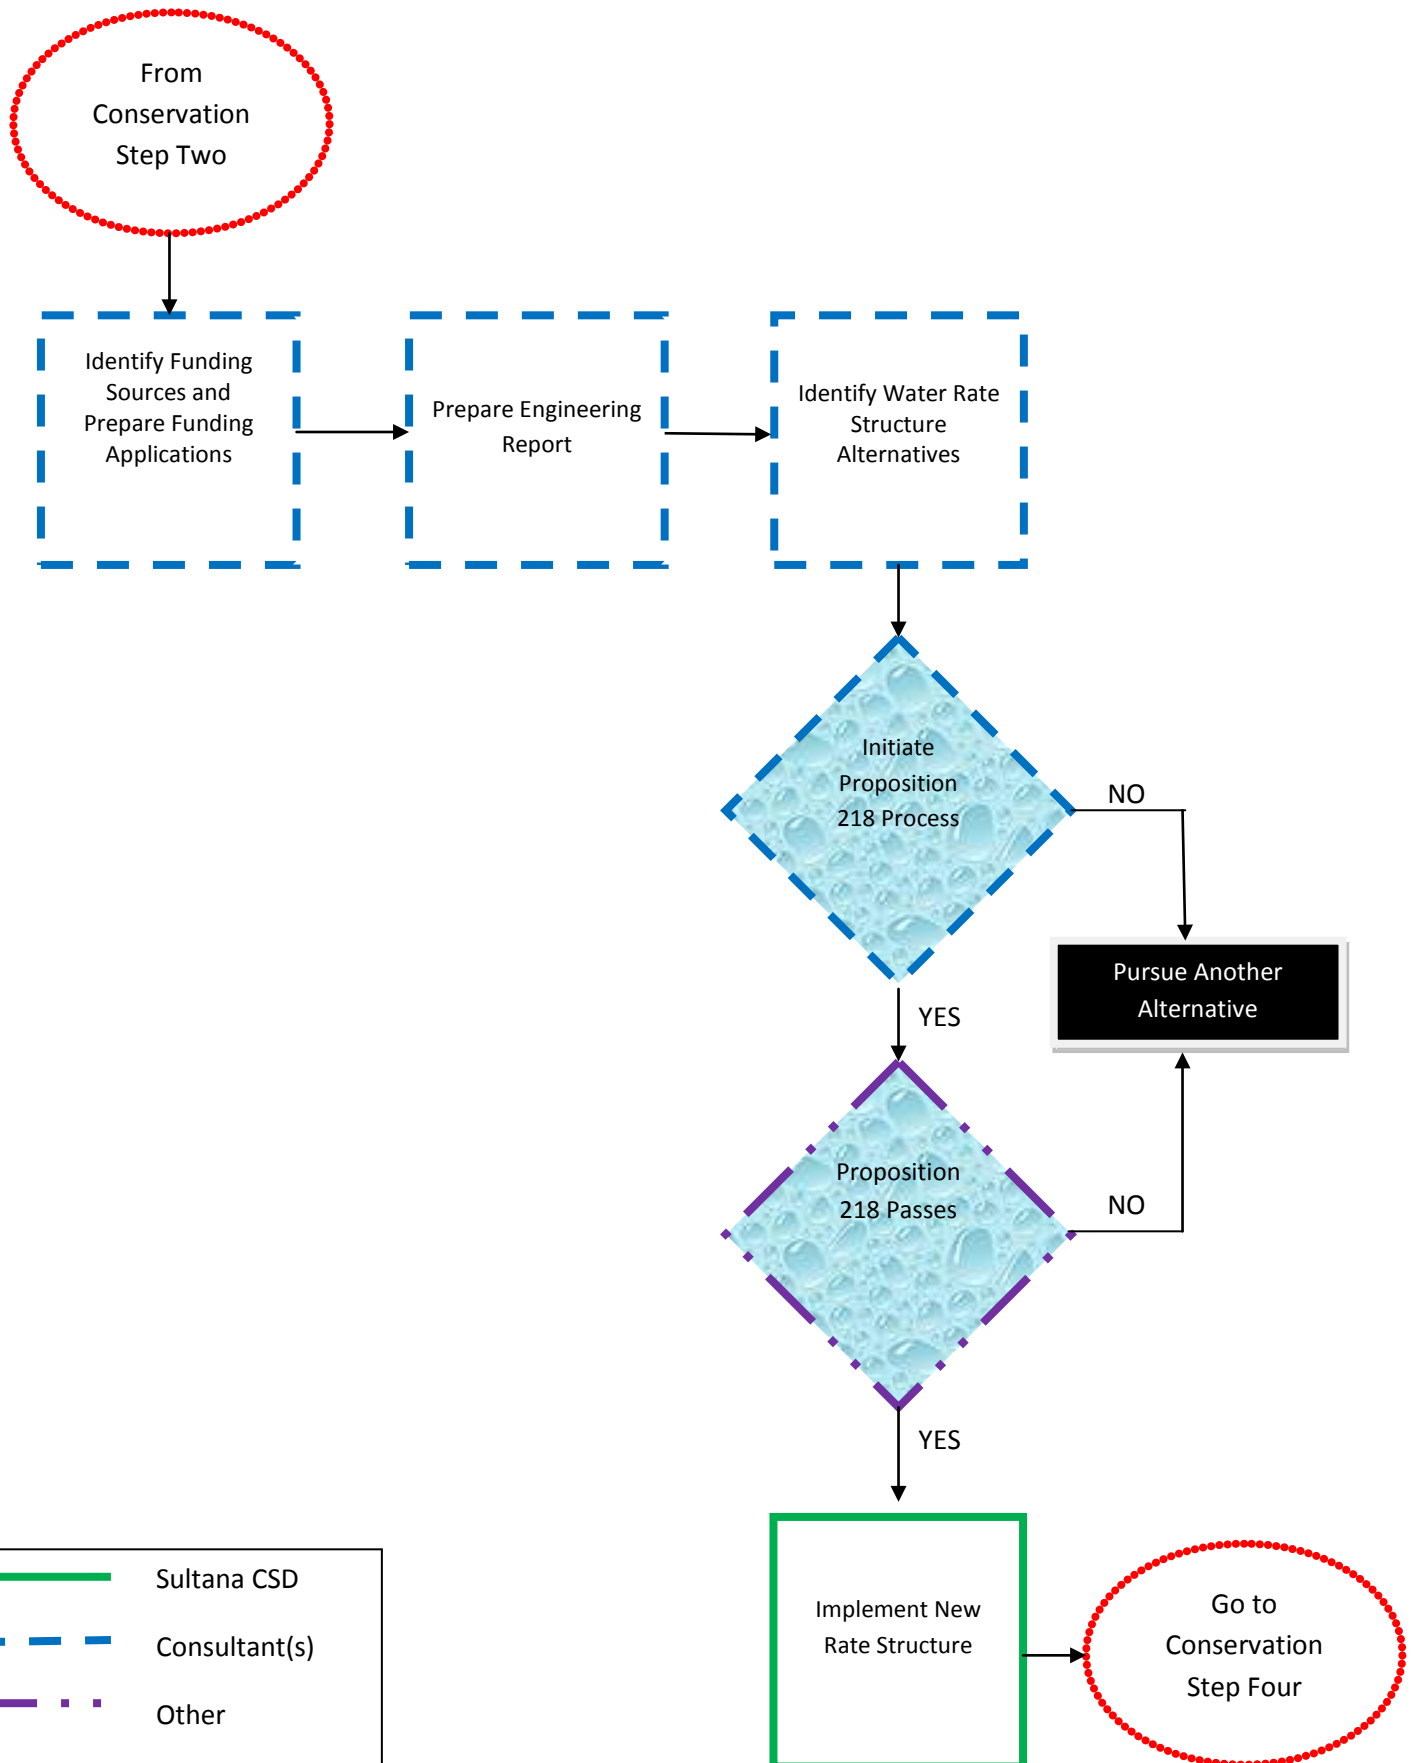 From
Conservation
Step Two
Identify Funding
Sources and
Prepare Funding
Applications
Prepare Engineering
Report
Identify Water Rate
Structure
Alternatives
Initiate
Proposition
218 Process
NO
Pursue Another
Alternative
YES
Proposition
218 Passes
NO
YES
Implement New
Rate Structure
Go to
Conservation
Step Four
Sultana CSD
Consultant(s)
Other